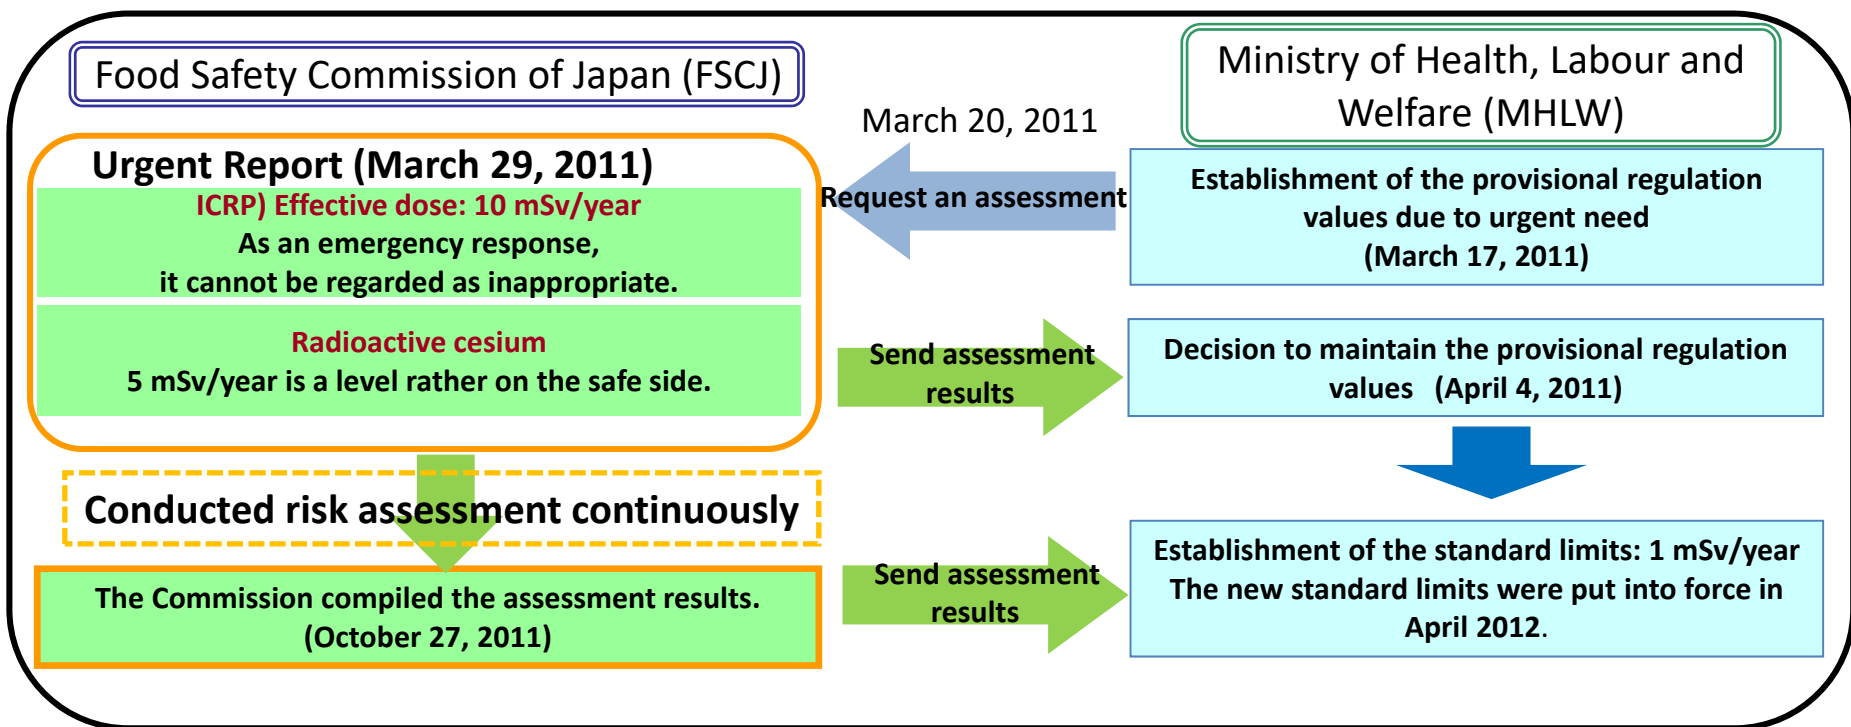 Food Safety Commission of Japan (FSCJ)
Ministry of Health, Labour and
Welfare (MHLW)
March 20, 2011
Request an assessment
Urgent Report (March 29, 2011)
ICRP) Effective dose: 10 mSv/year
As an emergency response,
it cannot be regarded as inappropriate.
Radioactive cesium
5 mSv/year is a level rather on the safe side.
Establishment of the provisional regulation
values due to urgent need
(March 17, 2011)
Send assessment
results
Decision to maintain the provisional regulation
values (April 4, 2011)
Conducted risk assessment continuously
The Commission compiled the assessment results.
(October 27, 2011)
Send assessment
results
Establishment of the standard limits: 1 mSv/year
The new standard limits were put into force in
April 2012.